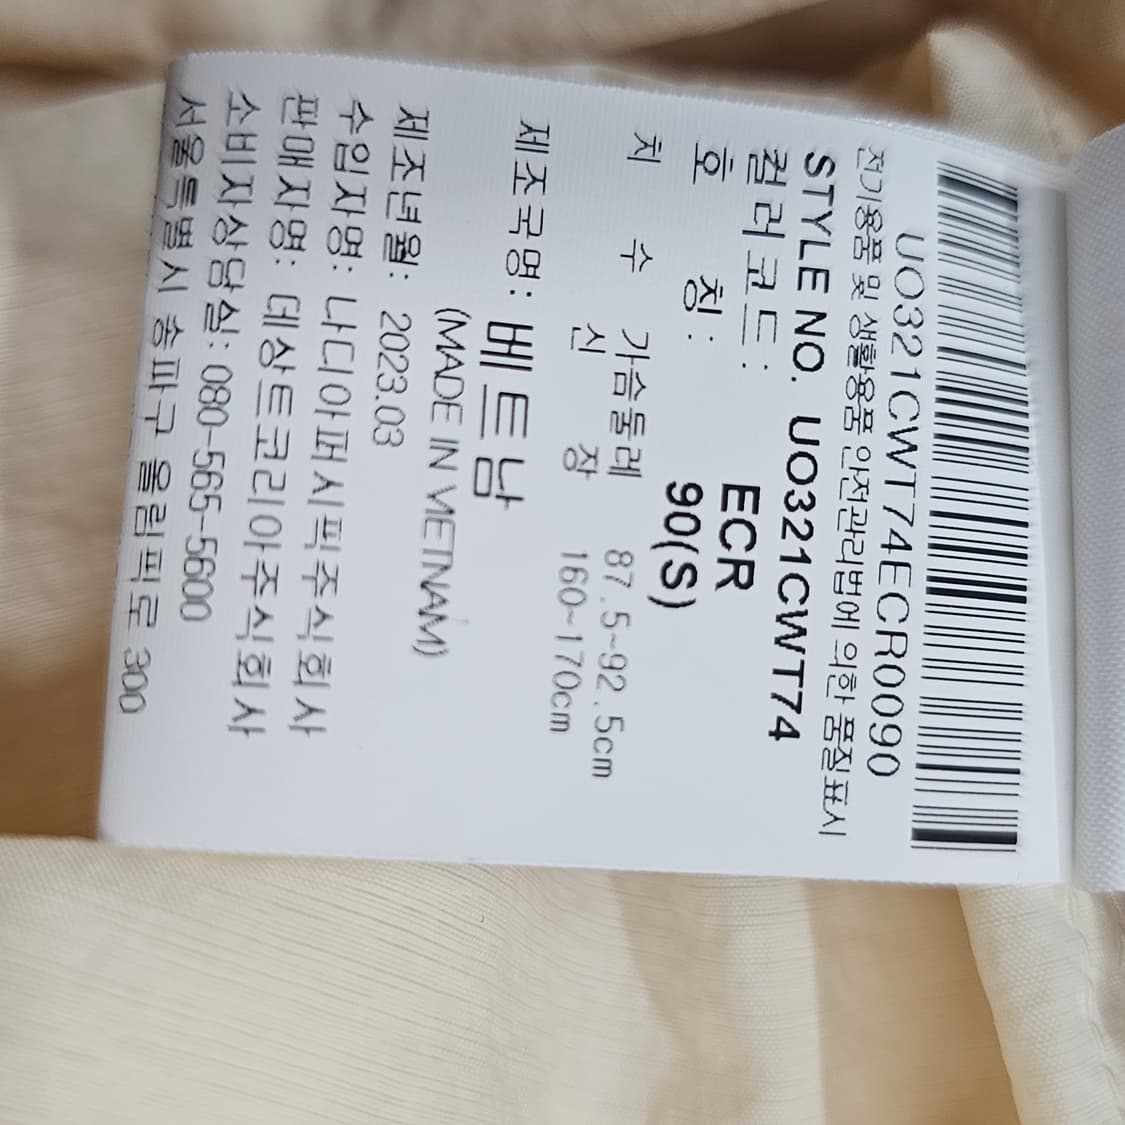 UO321CWT74ECR0090
전기용품 및 생활용품 안전관리법에 의한 품질표시
STYLE NO. UO321CWT74
컬러코드: ECR
호 칭: 90(S)
치 수 가슴둘레 87.5~92.5cm
신 장 160~170cm
제조국명: 베트남
(MADE IN VIETNAM)
제조년월: 2023.03
수입자명: 나디아퍼시픽주식회사
판매자명: 데상트코리아주식회사
소비자상담실: 080-565-5600
서울특별시 송파구 올림픽로 300